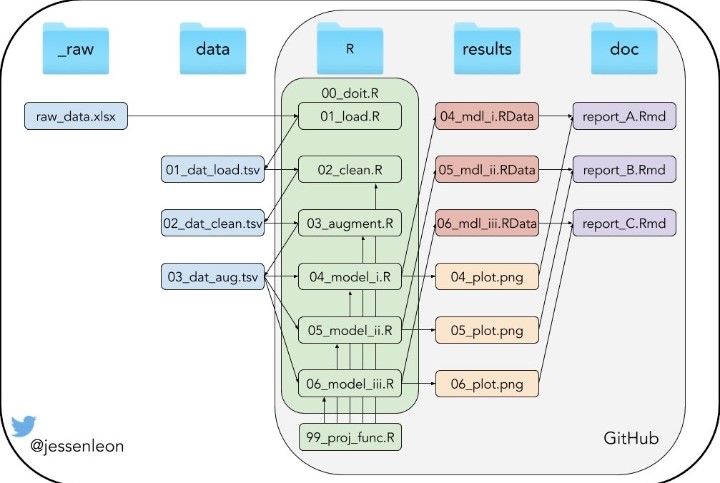 _raw
data
R
results
doc
00_doit.R
raw_data.xlsx
01_load.R
04_mdl_i.RData
report_A.Rmd
01_dat_load.tsv
02_clean.R
05_mdl_ii.RData
report_B.Rmd
02_dat_clean.tsv
03_augment.R
06_mdl_iii.RData
report_C.Rmd
03_dat_aug.tsv
04_model_i.R
04_plot.png
05_model_ii.R
05_plot.png
06_model_iii.R
06_plot.png
99_proj_func.R
@jessenleon
GitHub